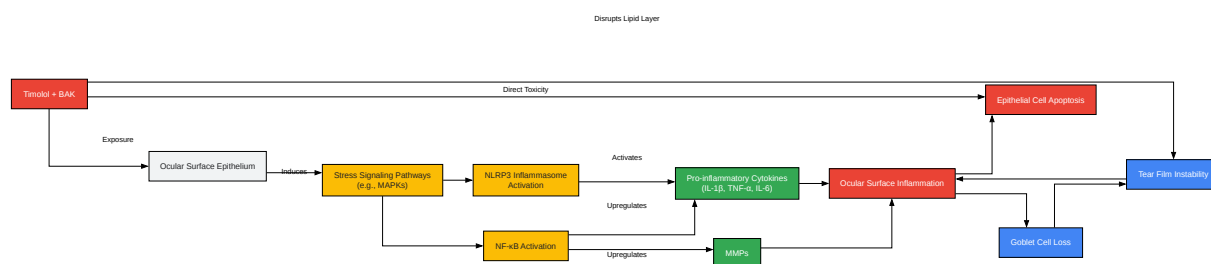 Disrupts Lipid Layer
Timolol + BAK
Direct Toxicity
Epithelial Cell Apoptosis
Exposure
Ocular Surface Epithelium
Induces
Stress Signaling Pathways
(e.g., MAPKs)
NLRP3 Inflammasome
Activation
Activates
Pro-inflammatory Cytokines
(IL-1β, TNF-α, IL-6)
Ocular Surface Inflammation
Tear Film Instability
Upregulates
NF-κB Activation
Upregulates
MMPs
Goblet Cell Loss